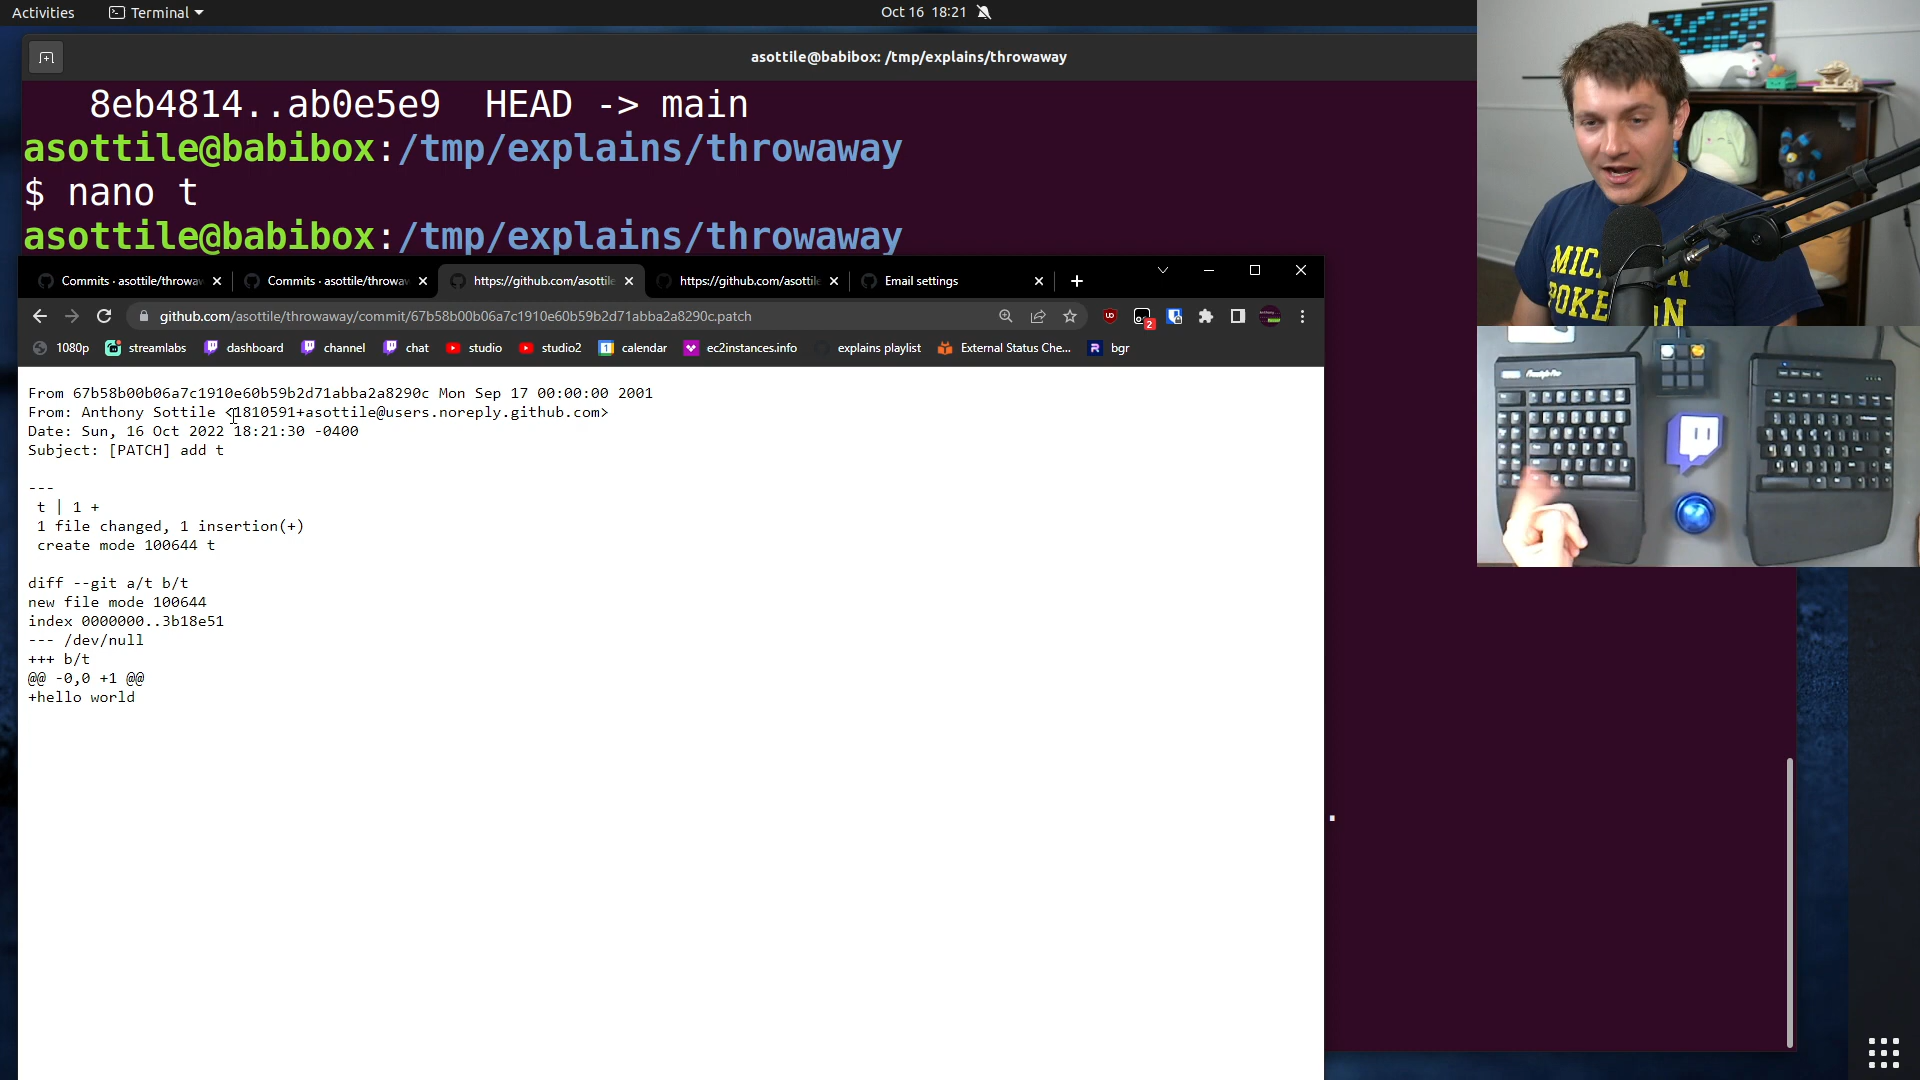 Activities
Terminal
Oct 16 18:21
asottile@babibox: /tmp/explains/throwaway
8eb4814..ab0e5e9 HEAD -> main
asottile@babibox:/tmp/explains/throwaway
$ nano t
asottile@babibox:/tmp/explains/throwaway
Commits · asottile/throwaw
Commits · asottile/throwaw
https://github.com/asottile
https://github.com/asottile
Email settings
github.com/asottile/throwaway/commit/67b58b00b06a7c1910e60b59b2d71abba2a8290c.patch
2
1080p
streamlabs
dashboard
channel
chat
studio
studio2
calendar
ec2instances.info
explains playlist
External Status Che...
bgr
From 67b58b00b06a7c1910e60b59b2d71abba2a8290c Mon Sep 17 00:00:00 2001
From: Anthony Sottile <1810591+asottile@users.noreply.github.com>
Date: Sun, 16 Oct 2022 18:21:30 -0400
Subject: [PATCH] add t
---
t | 1 +
1 file changed, 1 insertion(+)
create mode 100644 t
diff --git a/t b/t
new file mode 100644
index 0000000..3b18e51
--- /dev/null
+++ b/t
@@ -0,0 +1 @@
+hello world
.